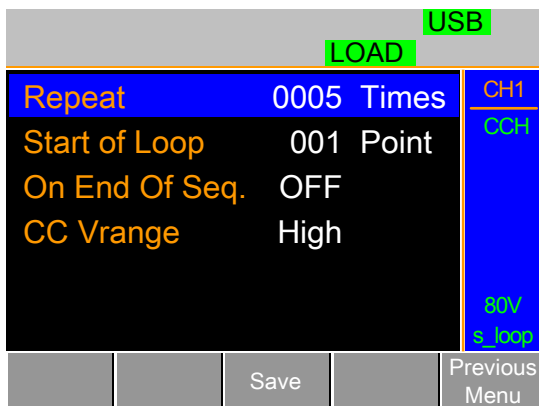 USB
LOAD
Repeat 0005 Times
Start of Loop 001 Point
On End Of Seq. OFF
CC Vrange High
CH1
CCH
80V
s_loop
Save
Previous
Menu